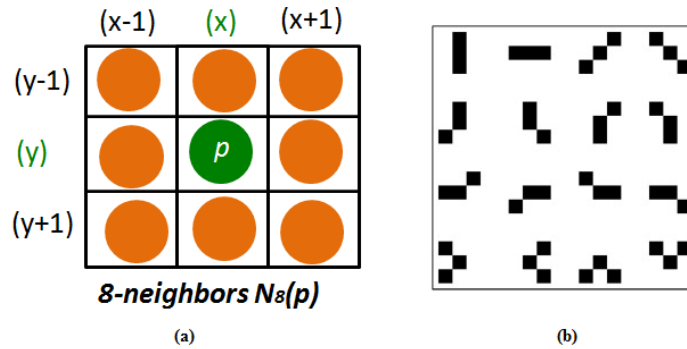 (x-1) (x) (x+1)
(y-1)
(y) p
(y+1)
8-neighbors N8(p)
(a) (b)